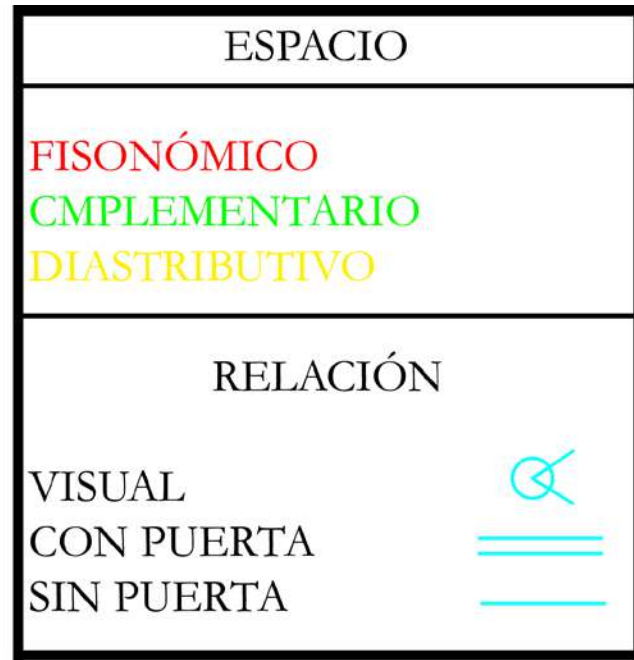 ESPACIO
FISONÓMICO
CMPLEMENTARIO
DIASTRIBUTIVO
RELACIÓN
VISUAL
CON PUERTA
SIN PUERTA